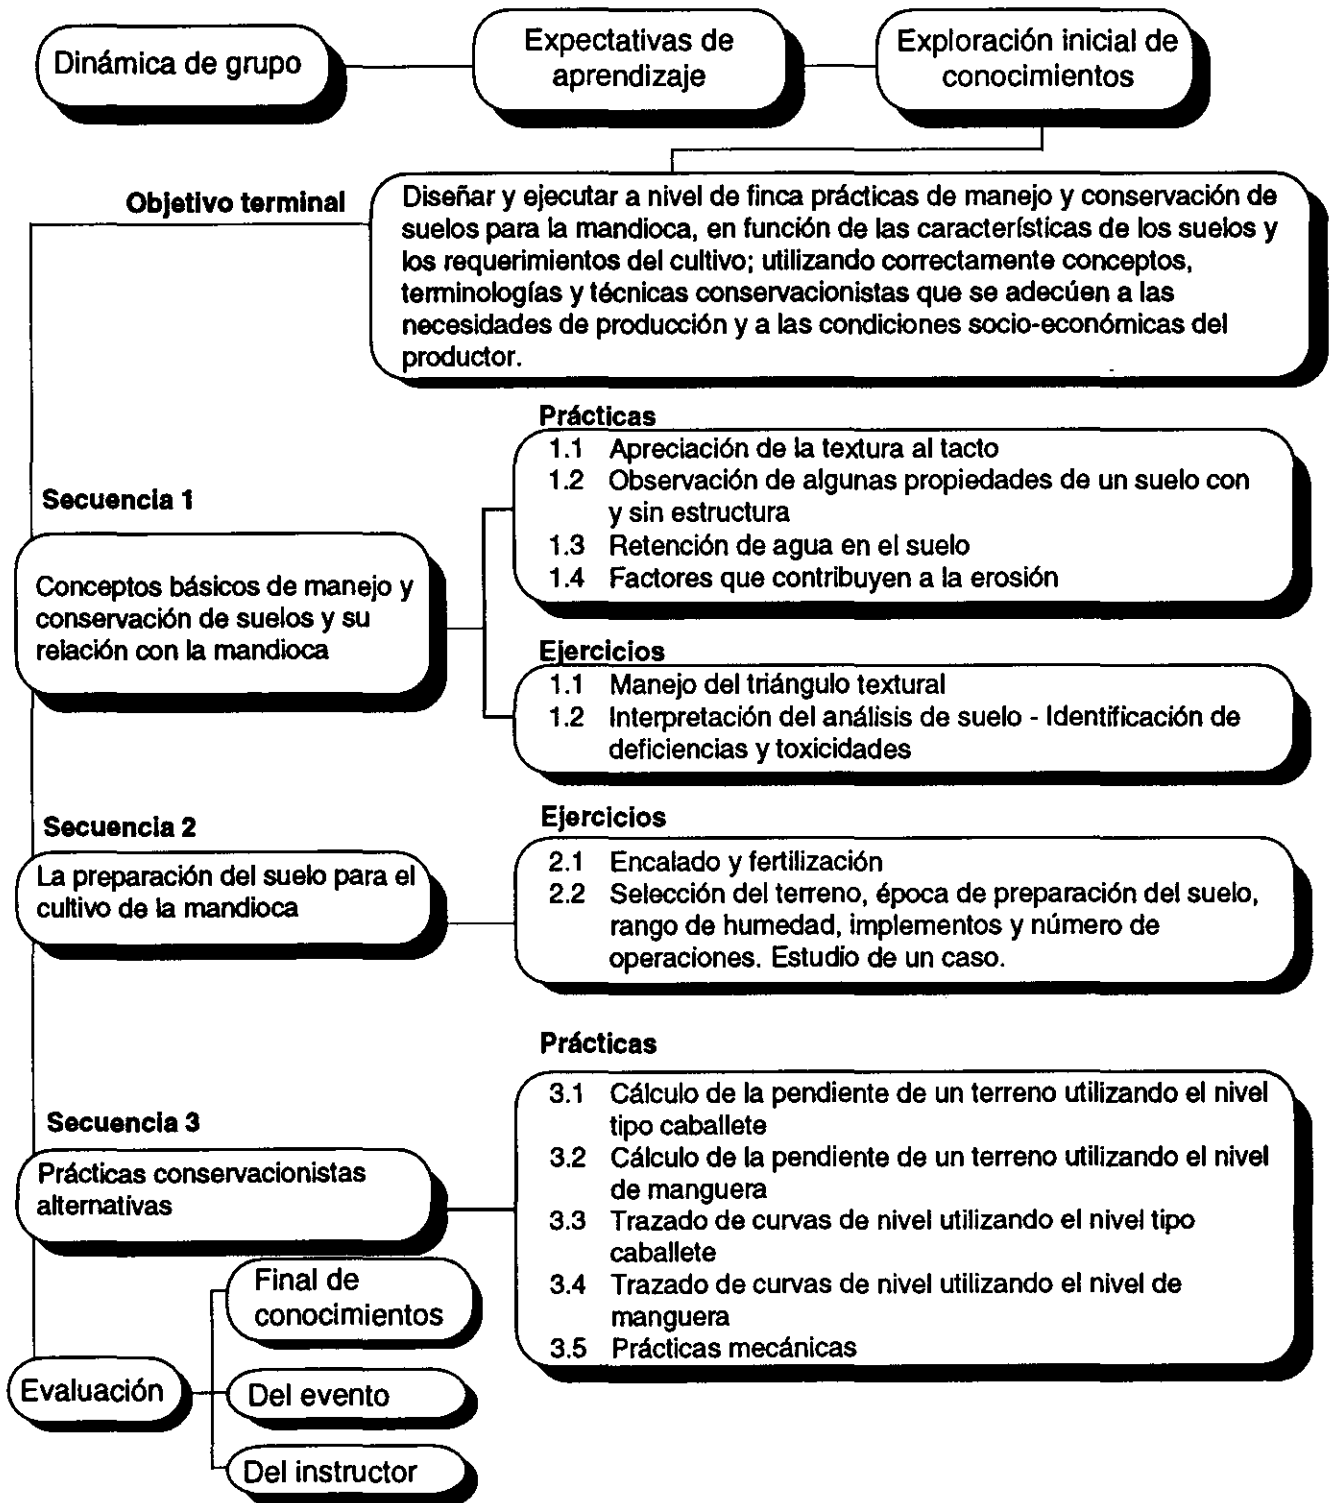 Dinámica de grupo
Expectativas de
aprendizaje
Exploración inicial de
conocimientos
Objetivo terminal
Diseñar y ejecutar a nivel de finca prácticas de manejo y conservación de
suelos para la mandioca, en función de las características de los suelos y
los requerimientos del cultivo; utilizando correctamente conceptos,
terminologías y técnicas conservacionistas que se adecúen a las
necesidades de producción y a las condiciones socio-económicas del
productor.
Secuencia 1
Conceptos básicos de manejo y
conservación de suelos y su
relación con la mandioca
Prácticas
1.1 Apreciación de la textura al tacto
1.2 Observación de algunas propiedades de un suelo con
y sin estructura
1.3 Retención de agua en el suelo
1.4 Factores que contribuyen a la erosión
Ejercicios
1.1 Manejo del triángulo textural
1.2 Interpretación del análisis de suelo - Identificación de
deficiencias y toxicidades
Secuencia 2
La preparación del suelo para el
cultivo de la mandioca
Ejercicios
2.1 Encalado y fertilización
2.2 Selección del terreno, época de preparación del suelo,
rango de humedad, implementos y número de
operaciones. Estudio de un caso.
Secuencia 3
Prácticas conservacionistas
alternativas
Prácticas
3.1 Cálculo de la pendiente de un terreno utilizando el nivel
tipo caballete
3.2 Cálculo de la pendiente de un terreno utilizando el nivel
de manguera
3.3 Trazado de curvas de nivel utilizando el nivel tipo
caballete
3.4 Trazado de curvas de nivel utilizando el nivel de
manguera
3.5 Prácticas mecánicas
Evaluación
Final de
conocimientos
Del evento
Del instructor